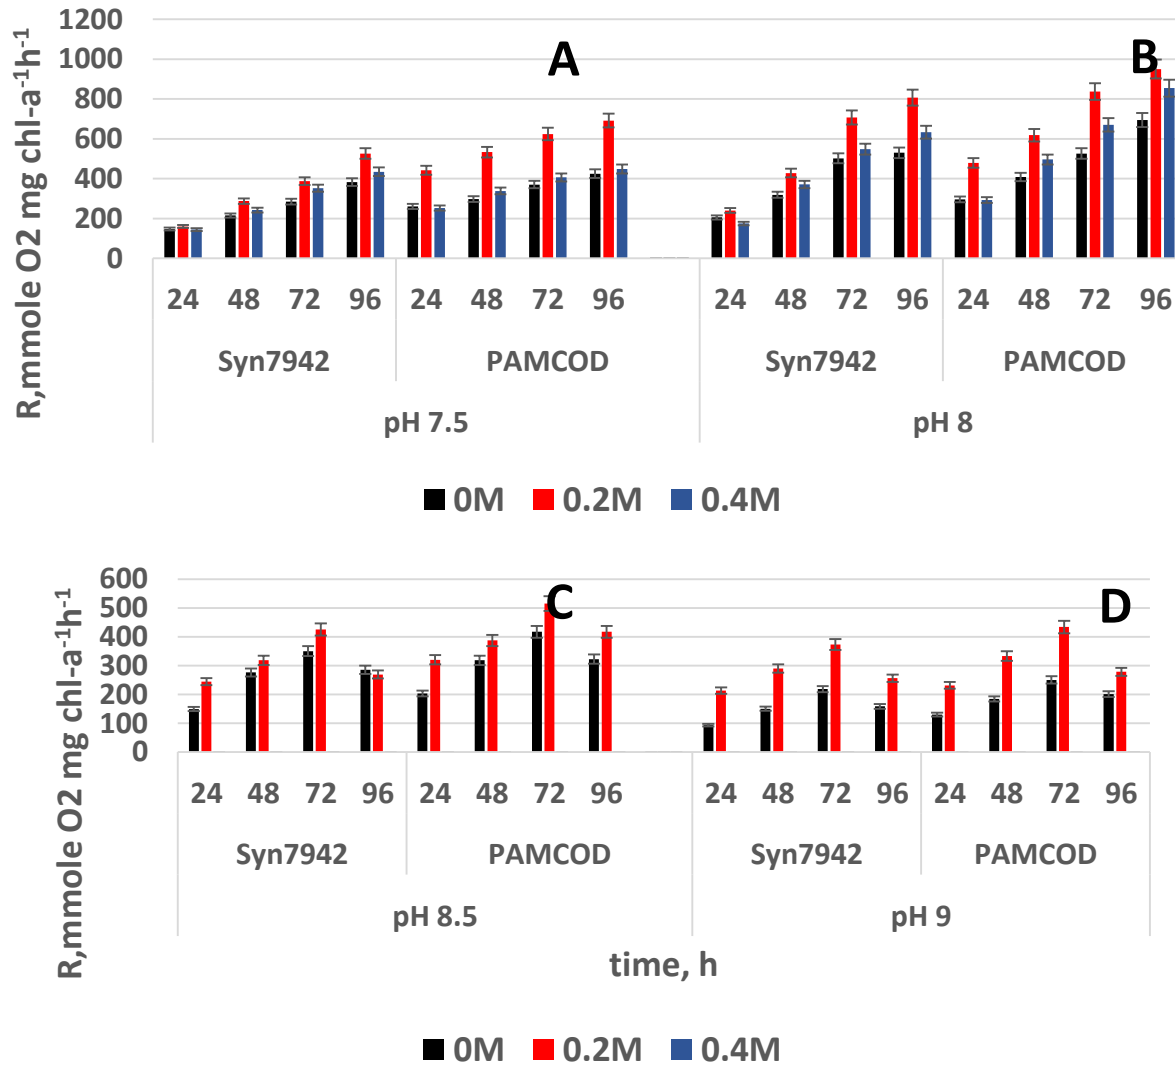 1200
1000
800
600
400
200
0
R,mmole O2 mg chl-a⁻¹h⁻¹
A
B
24 48 72 96 24 48 72 96 24 48 72 96 24 48 72 96
Syn7942 PAMCOD Syn7942 PAMCOD
pH 7.5 pH 8
0M 0.2M 0.4M
600
500
400
300
200
100
0
R,mmole O2 mg chl-a⁻¹h⁻¹
C
D
24 48 72 96 24 48 72 96 24 48 72 96 24 48 72 96
Syn7942 PAMCOD Syn7942 PAMCOD
pH 8.5 pH 9
time, h
0M 0.2M 0.4M